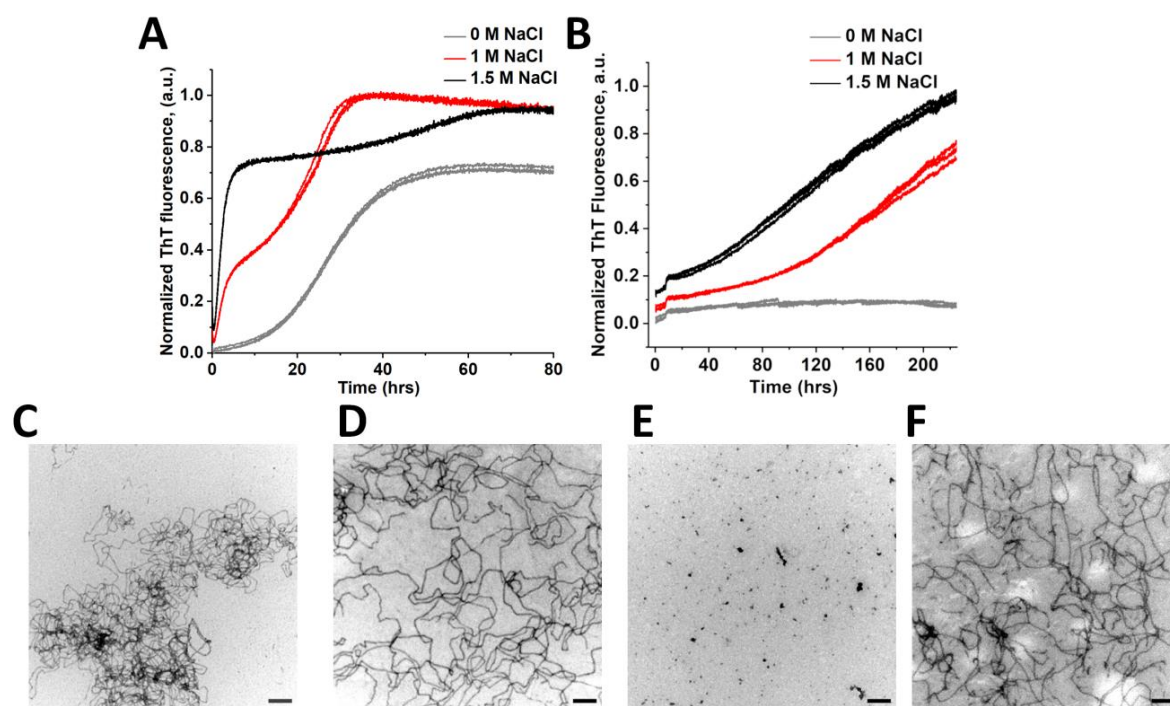 A
0 M NaCl
1 M NaCl
1.5 M NaCl
Normalized ThT fluorescence, (a.u.)
1.0
0.8
0.6
0.4
0.2
0.0
0
20
40
60
80
Time (hrs)
B
0 M NaCl
1 M NaCl
1.5 M NaCl
Normalized ThT Fluorescence, a.u.
1.0
0.8
0.6
0.4
0.2
0.0
0
40
80
120
160
200
Time (hrs)
C
D
E
F